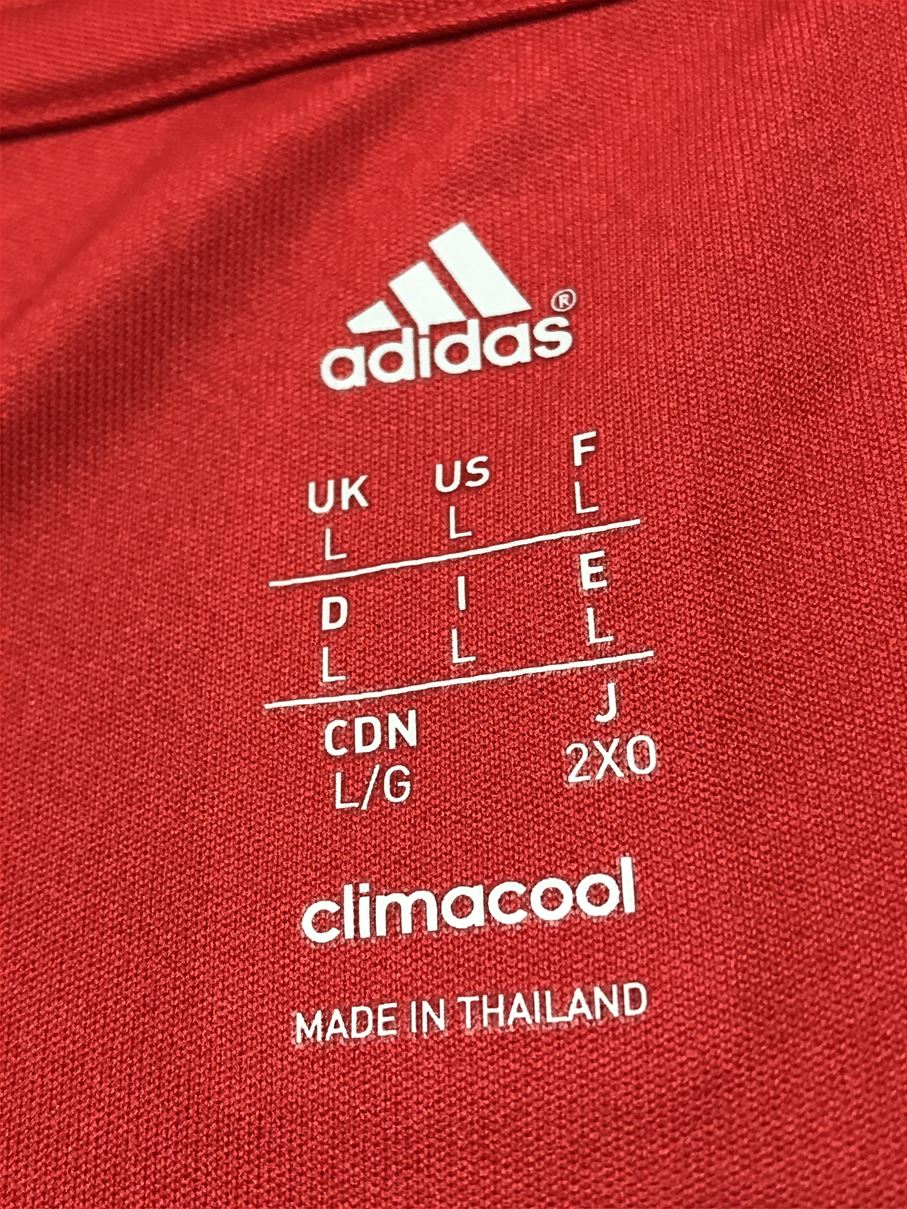 adidas®
UK US F
L L L
D I E
L L L
CDN J
L/G 2XO
climacool
MADE IN THAILAND